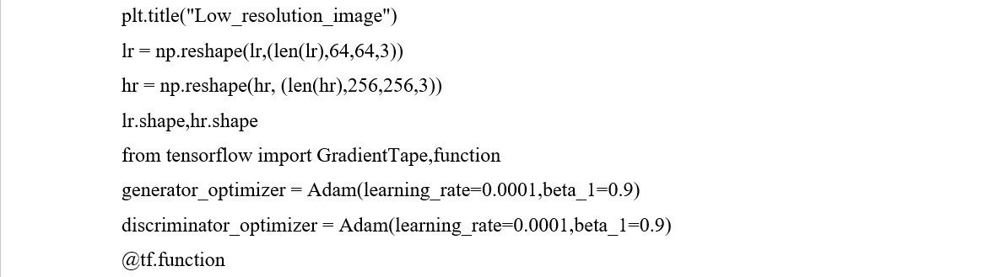 plt.title("Low_resolution_image")
lr = np.reshape(lr,(len(lr),64,64,3))
hr = np.reshape(hr, (len(hr),256,256,3))
lr.shape,hr.shape
from tensorflow import GradientTape,function
generator_optimizer = Adam(learning_rate=0.0001,beta_1=0.9)
discriminator_optimizer = Adam(learning_rate=0.0001,beta_1=0.9)
@tf.function